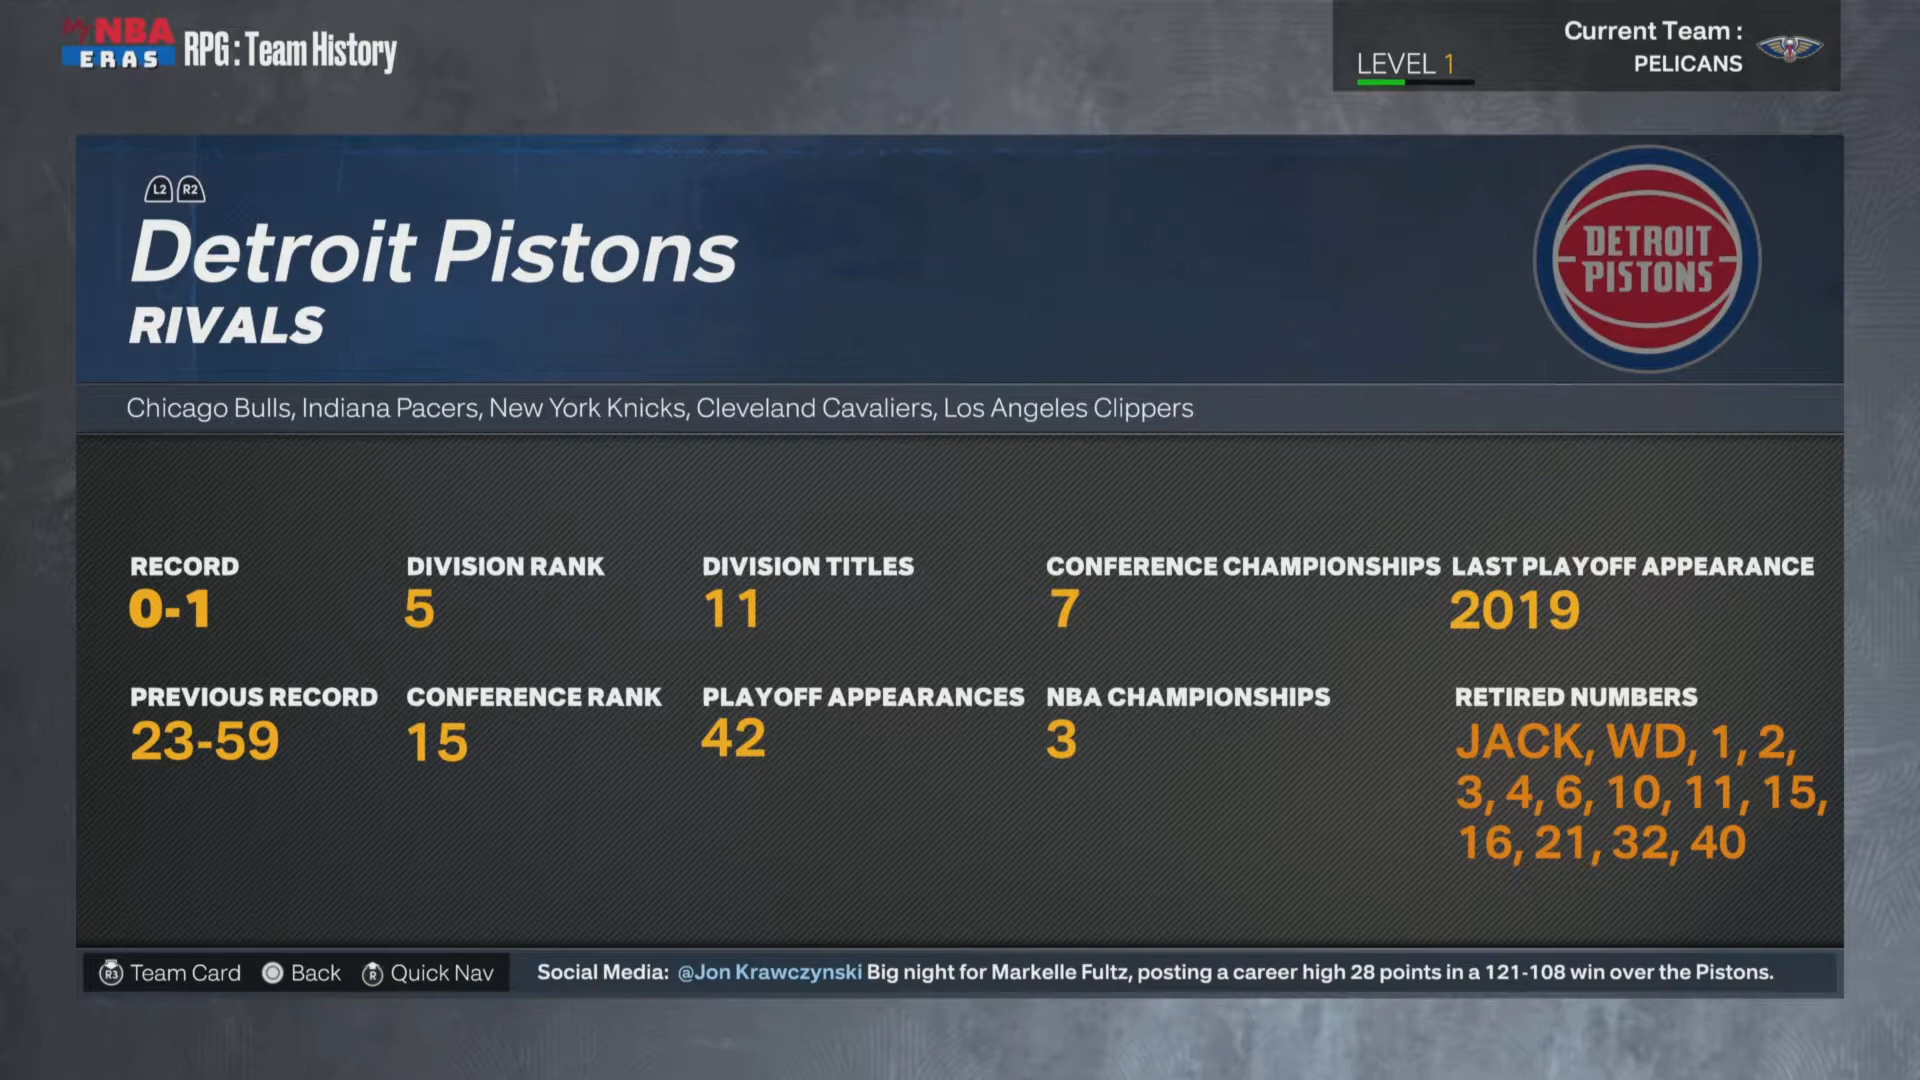 My NBA
ERAS
RPG: Team History
LEVEL 1
Current Team :
PELICANS
L2 R2
Detroit Pistons
RIVALS
DETROIT
PISTONS
Chicago Bulls, Indiana Pacers, New York Knicks, Cleveland Cavaliers, Los Angeles Clippers
RECORD
0-1
DIVISION RANK
5
DIVISION TITLES
11
CONFERENCE CHAMPIONSHIPS
7
LAST PLAYOFF APPEARANCE
2019
PREVIOUS RECORD
23-59
CONFERENCE RANK
15
PLAYOFF APPEARANCES
42
NBA CHAMPIONSHIPS
3
RETIRED NUMBERS
JACK, WD, 1, 2,
3, 4, 6, 10, 11, 15,
16, 21, 32, 40
R3 Team Card Back R Quick Nav
Social Media: @Jon Krawczynski Big night for Markelle Fultz, posting a career high 28 points in a 121-108 win over the Pistons.